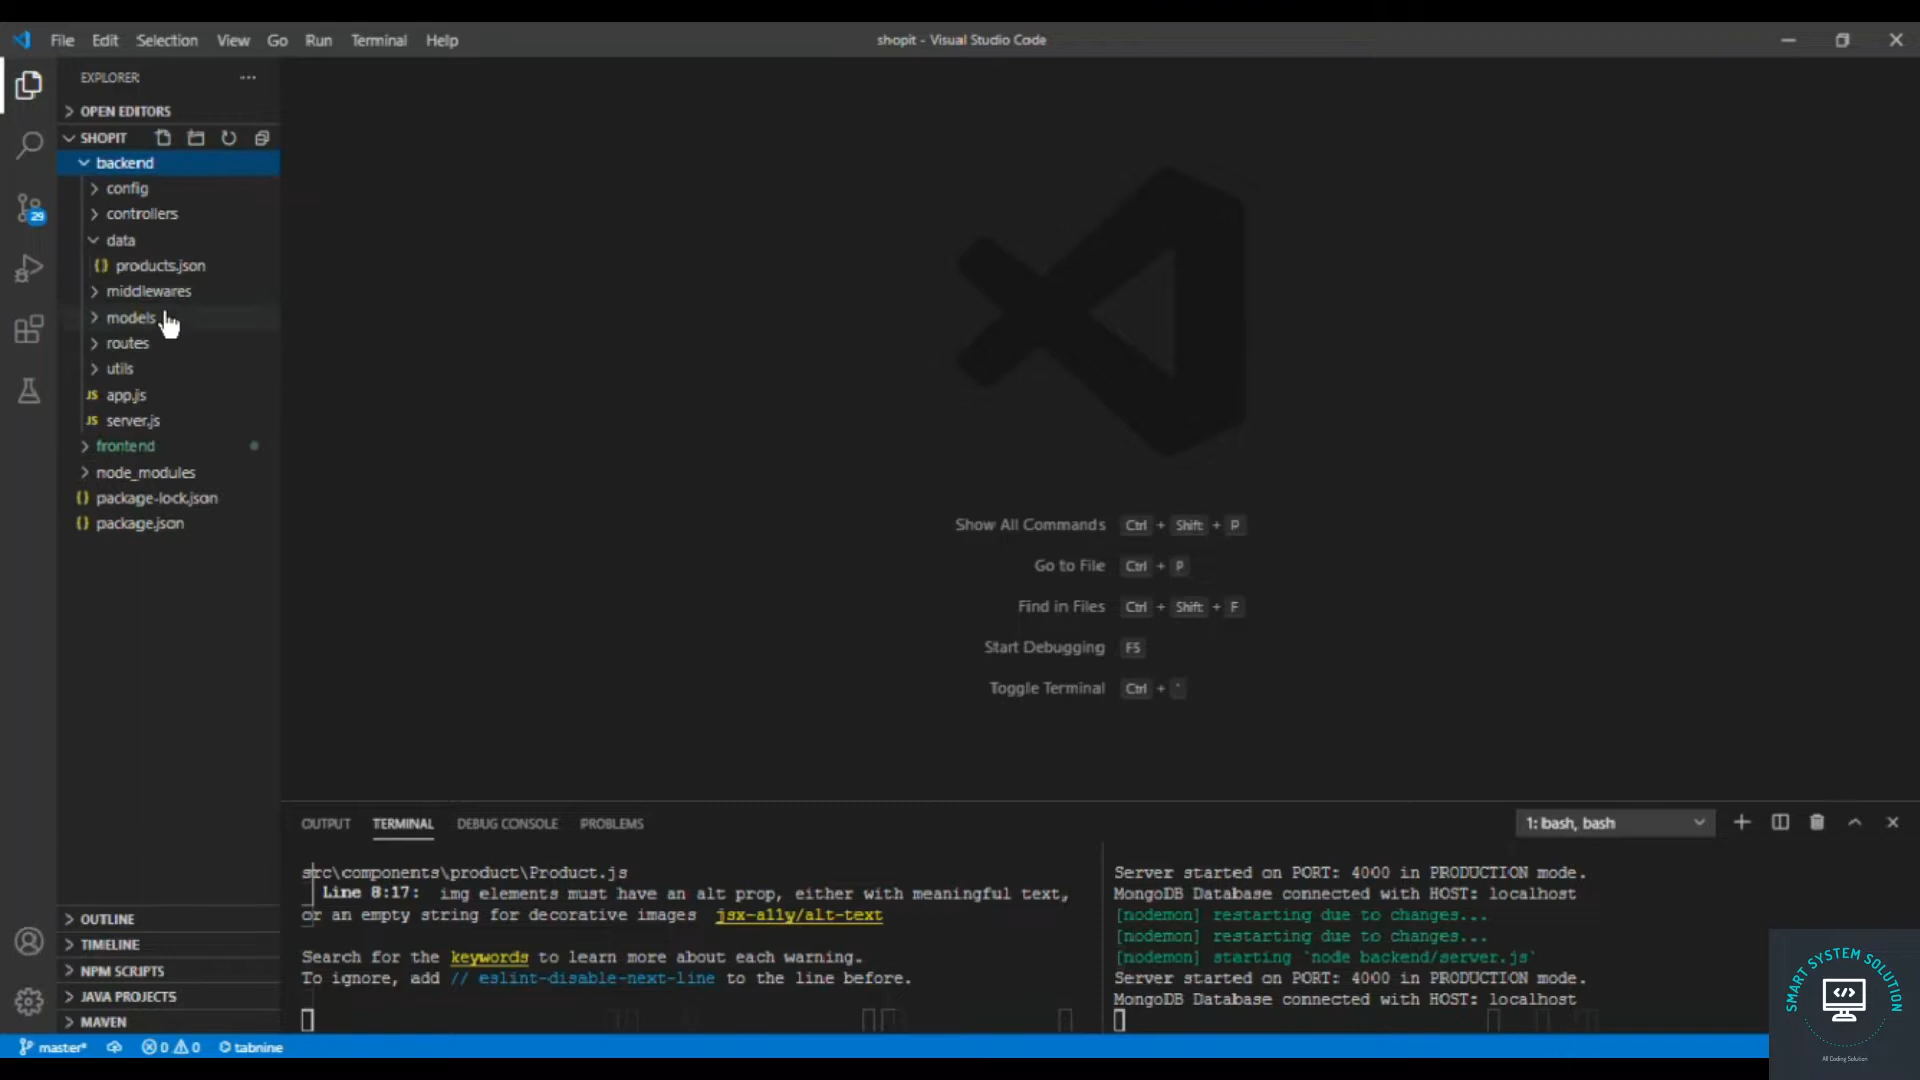 File Edit Selection View Go Run Terminal Help
shopit - Visual Studio Code
EXPLORER
OPEN EDITORS
SHOPIT
backend
config
controllers
data
{} products.json
middlewares
models
routes
utils
JS app.js
JS server.js
frontend
node_modules
{} package-lock.json
{} package.json
29
Show All Commands Ctrl + Shift + P
Go to File Ctrl + P
Find in Files Ctrl + Shift + F
Start Debugging F5
Toggle Terminal Ctrl + `
OUTPUT TERMINAL DEBUG CONSOLE PROBLEMS
1: bash, bash
src\components\product\Product.js
Line 8:17: img elements must have an alt prop, either with meaningful text,
or an empty string for decorative images jsx-a11y/alt-text
Search for the keywords to learn more about each warning.
To ignore, add // eslint-disable-next-line to the line before.
Server started on PORT: 4000 in PRODUCTION mode.
MongoDB Database connected with HOST: localhost
[nodemon] restarting due to changes...
[nodemon] restarting due to changes...
[nodemon] starting `node backend/server.js`
Server started on PORT: 4000 in PRODUCTION mode.
MongoDB Database connected with HOST: localhost
OUTLINE
TIMELINE
NPM SCRIPTS
JAVA PROJECTS
MAVEN
master* 0 0 tabnine
SMART SYSTEM SOLUTION
</>
All Coding Solution